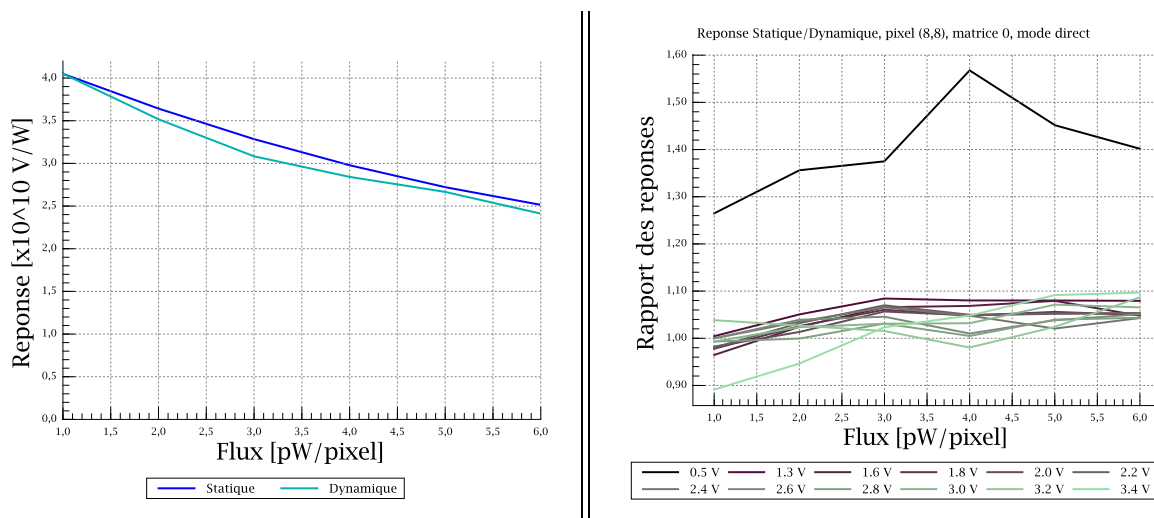 Reponse [x10^10 V/W]
4,0
3,5
3,0
2,5
2,0
1,5
1,0
0,5
0,0
1,0 1,5 2,0 2,5 3,0 3,5 4,0 4,5 5,0 5,5 6,0
Flux [pW/pixel]
Statique Dynamique
Reponse Statique/Dynamique, pixel (8,8), matrice 0, mode direct
Rapport des reponses
1,60
1,50
1,40
1,30
1,20
1,10
1,00
0,90
1,0 1,5 2,0 2,5 3,0 3,5 4,0 4,5 5,0 5,5 6,0
Flux [pW/pixel]
0.5 V 1.3 V 1.6 V 1.8 V 2.0 V 2.2 V
2.4 V 2.6 V 2.8 V 3.0 V 3.2 V 3.4 V